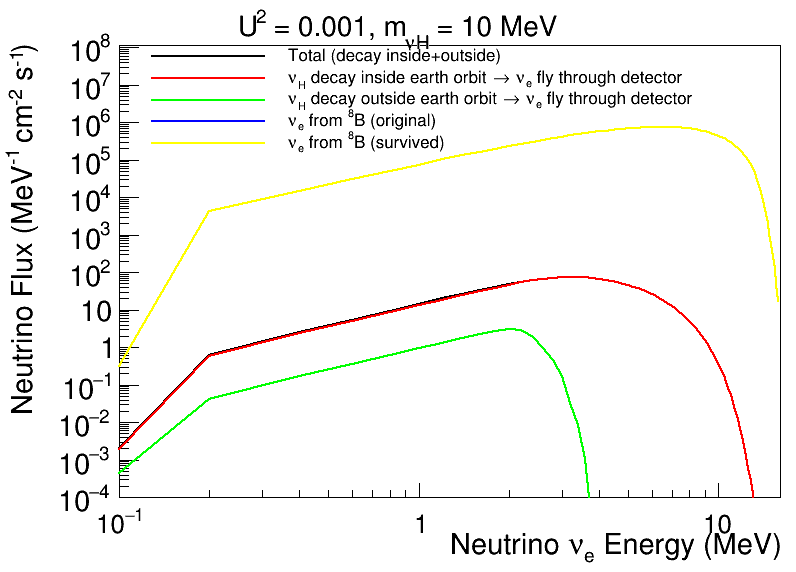 U² = 0.001, m_νH = 10 MeV
Neutrino Flux (MeV⁻¹ cm⁻² s⁻¹)
Total (decay inside+outside)
ν_H decay inside earth orbit → ν_e fly through detector
ν_H decay outside earth orbit → ν_e fly through detector
ν_e from ⁸B (original)
ν_e from ⁸B (survived)
10⁸
10⁷
10⁶
10⁵
10⁴
10³
10²
10
1
10⁻¹
10⁻²
10⁻³
10⁻⁴
10⁻¹ 1 10
Neutrino ν_e Energy (MeV)